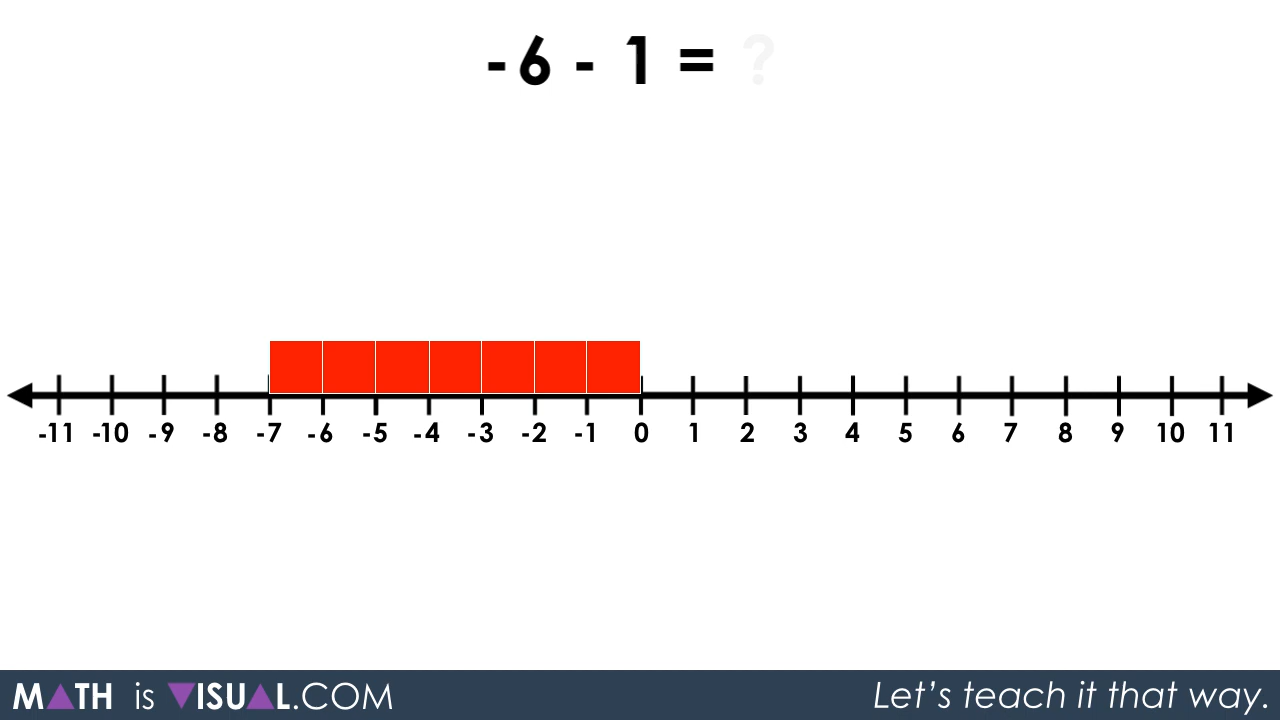 -6 - 1 = ?
-11 -10 -9 -8 -7 -6 -5 -4 -3 -2 -1 0 1 2 3 4 5 6 7 8 9 10 11
MATH is VISUAL.COM
Let's teach it that way.